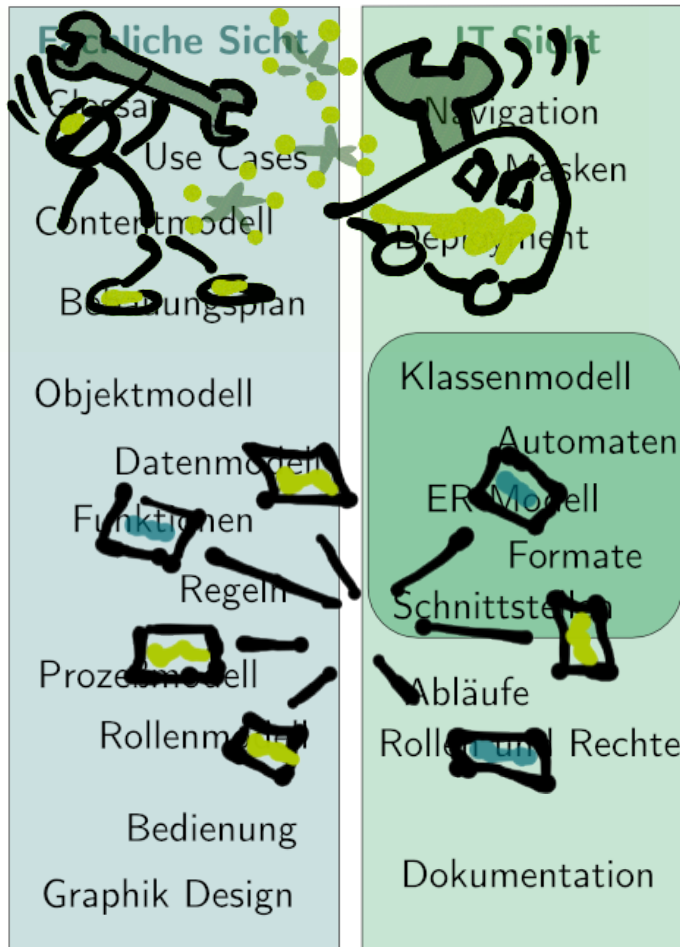 Fachliche Sicht
Glossar
Use Cases
Contentmodell
Bebauungsplan
Objektmodell
Datenmodell
Funktionen
Regeln
Prozeßmodell
Rollenmodell
Bedienung
Graphik Design
IT Sicht
Navigation
Masken
Deployment
Klassenmodell
Automaten
ER-Modell
Formate
Schnittstellen
Abläufe
Rollen und Rechte
Dokumentation